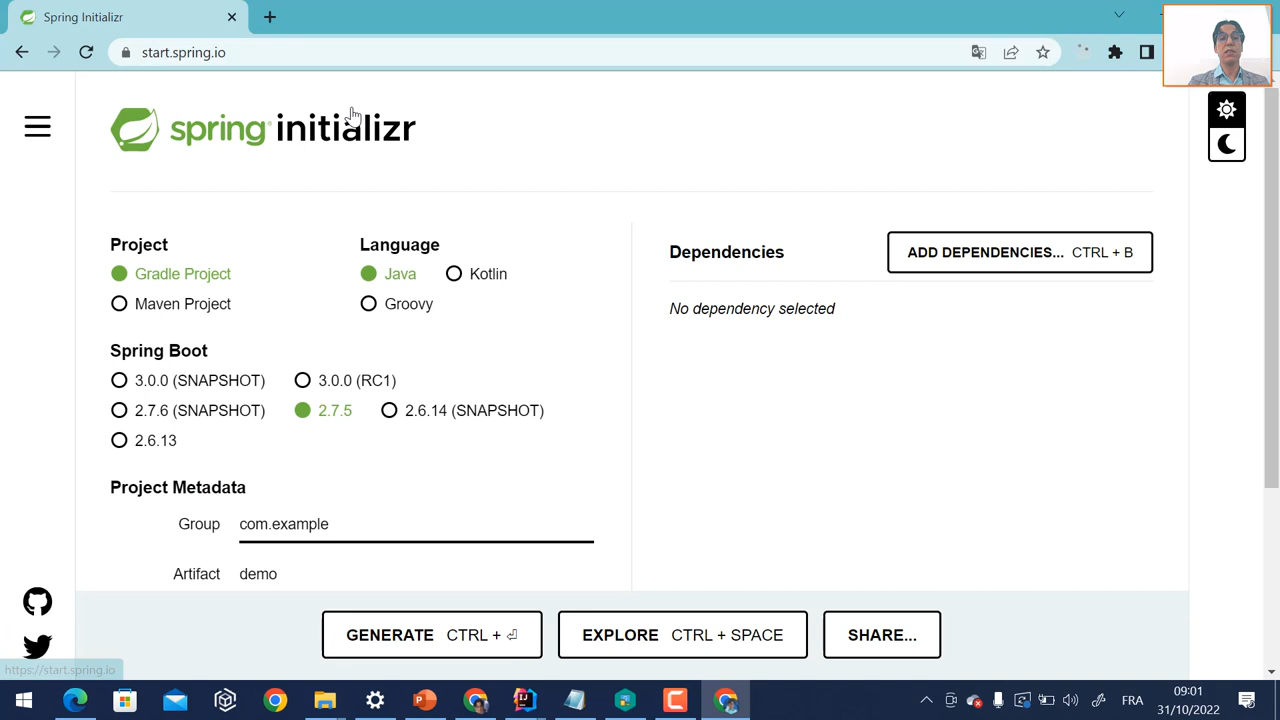 Spring Initializr
start.spring.io
spring initializr
Project
Gradle Project
Maven Project
Language
Java
Kotlin
Groovy
Spring Boot
3.0.0 (SNAPSHOT)
3.0.0 (RC1)
2.7.6 (SNAPSHOT)
2.7.5
2.6.14 (SNAPSHOT)
2.6.13
Project Metadata
Group
com.example
Artifact
demo
Dependencies
ADD DEPENDENCIES... CTRL + B
No dependency selected
GENERATE CTRL + ⏎
EXPLORE CTRL + SPACE
SHARE...
https://start.spring.io
FRA
09:01
31/10/2022